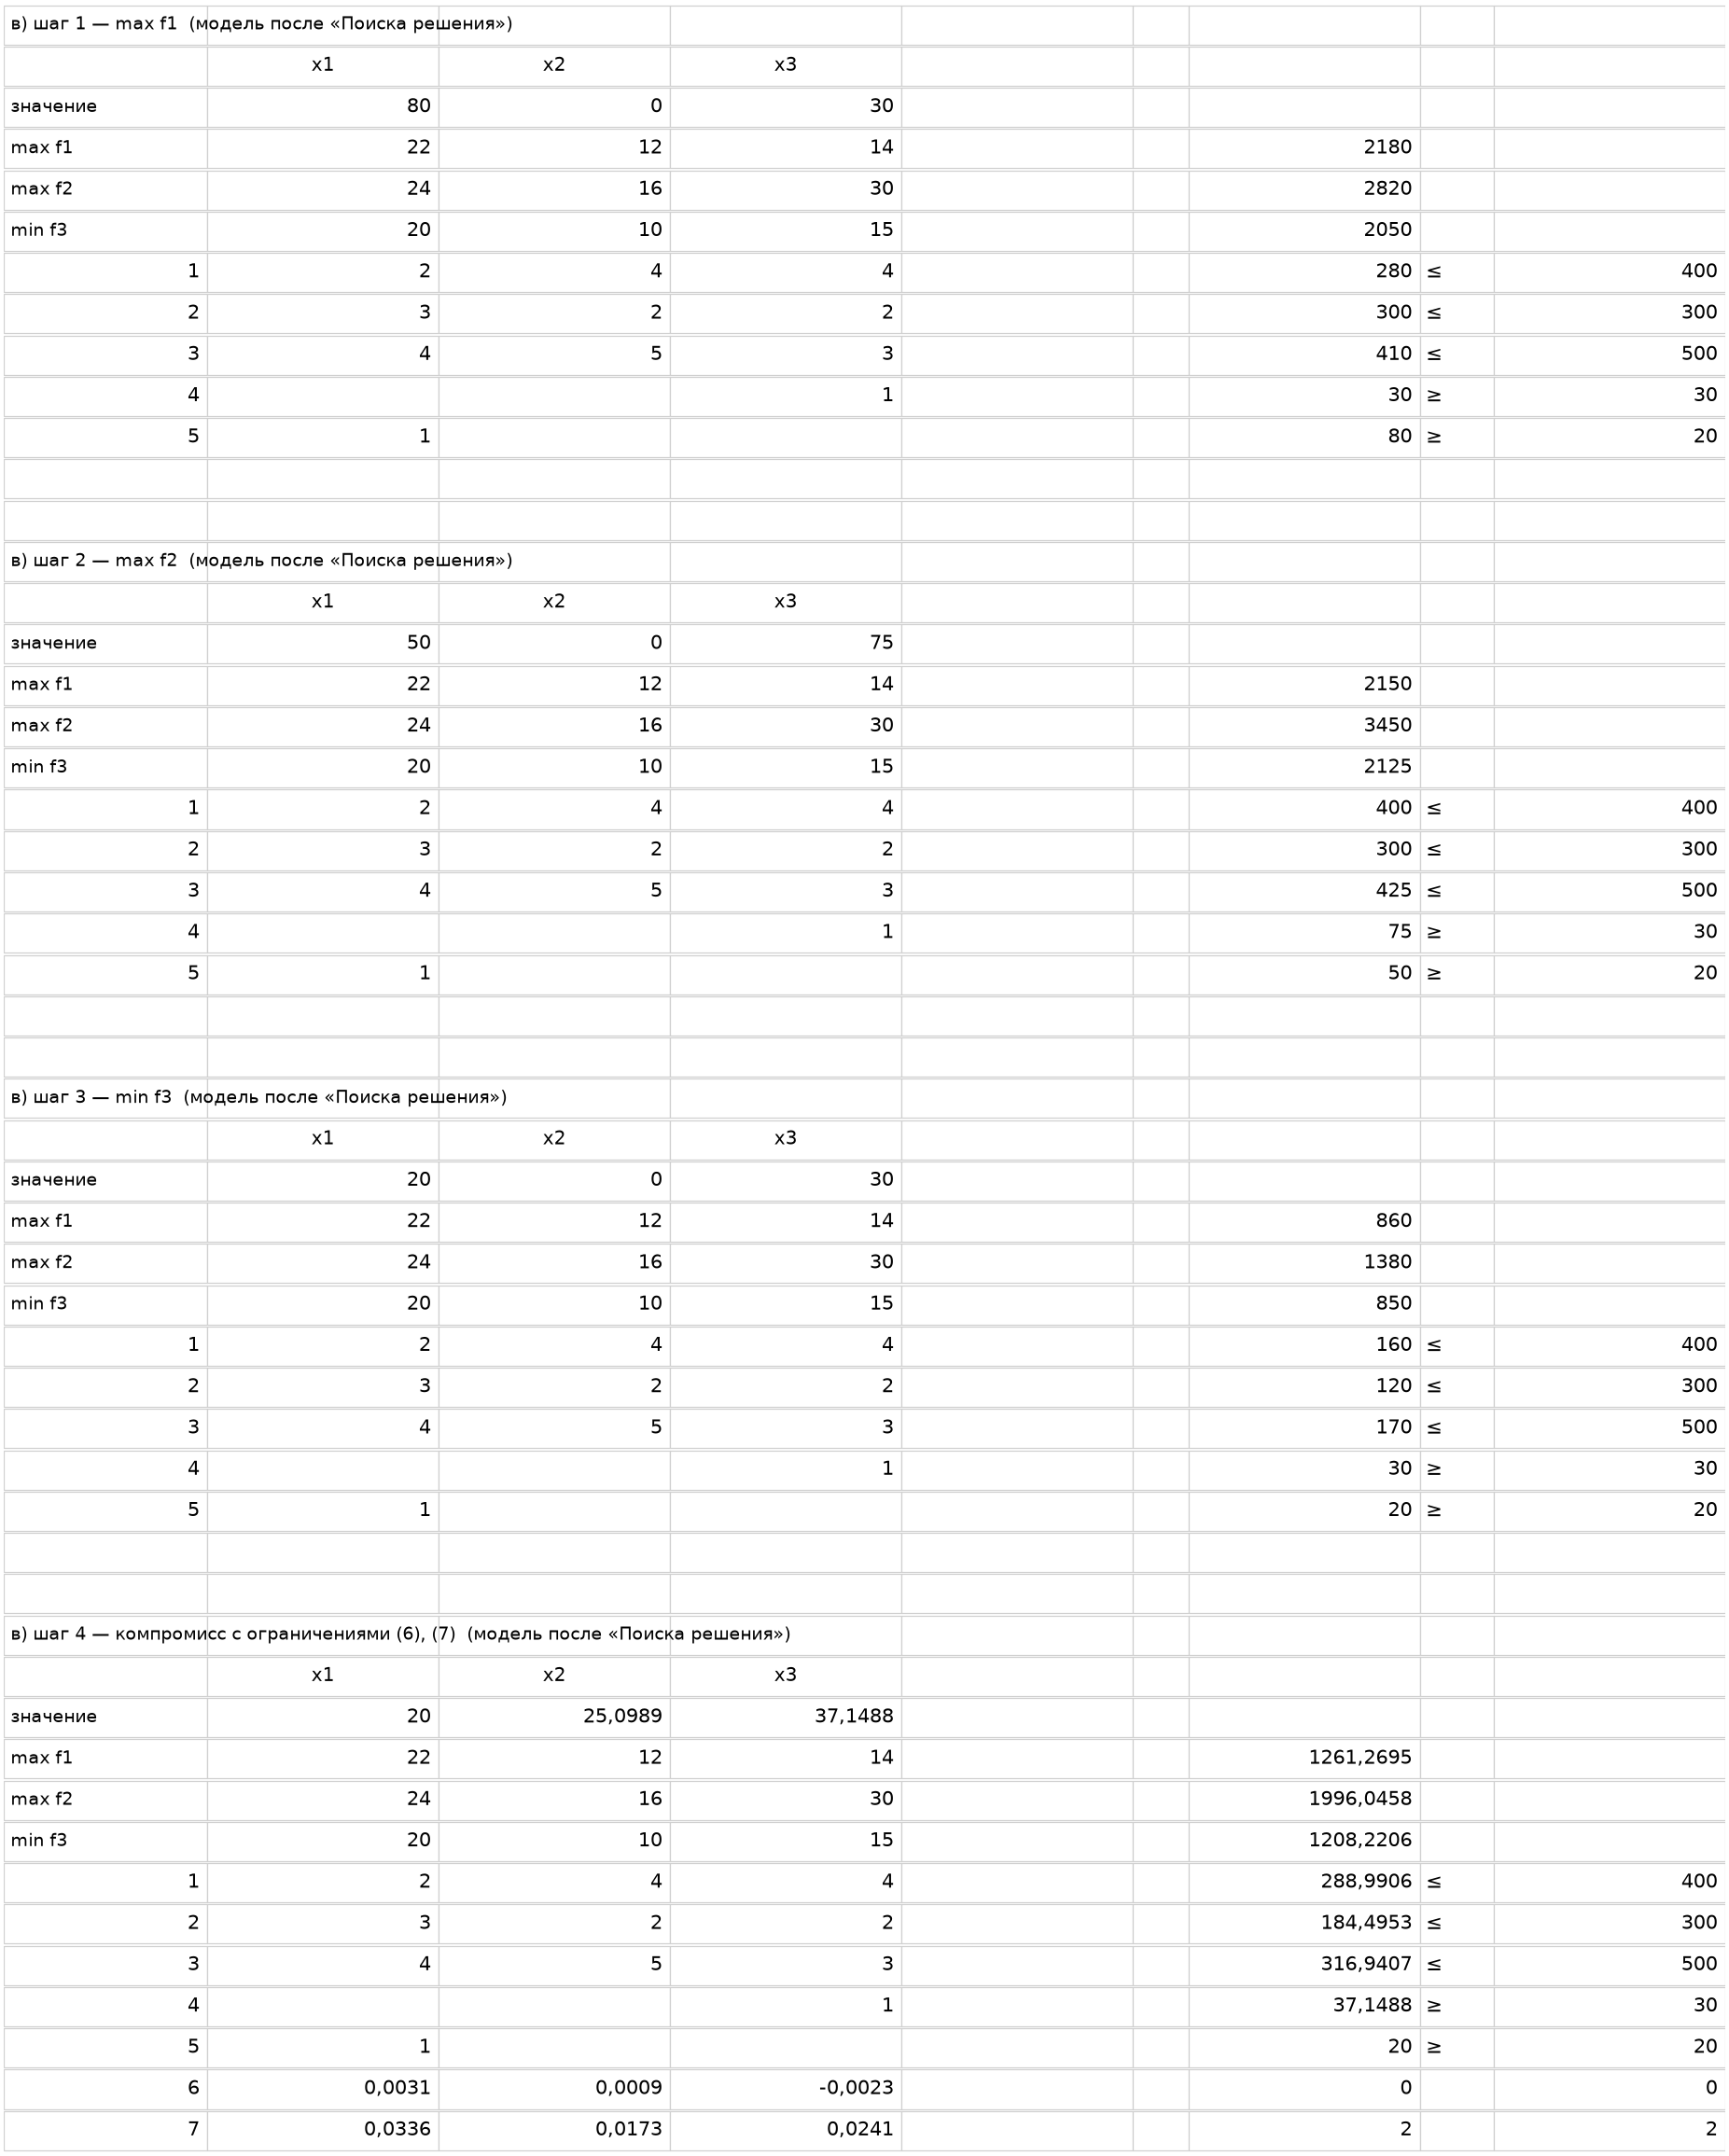 в) шаг 1 — max f1 (модель после «Поиска решения»)
x1 x2 x3
значение 80 0 30
max f1 22 12 14 2180
max f2 24 16 30 2820
min f3 20 10 15 2050
1 2 4 4 280 ≤ 400
2 3 2 2 300 ≤ 300
3 4 5 3 410 ≤ 500
4 1 30 ≥ 30
5 1 80 ≥ 20
в) шаг 2 — max f2 (модель после «Поиска решения»)
x1 x2 x3
значение 50 0 75
max f1 22 12 14 2150
max f2 24 16 30 3450
min f3 20 10 15 2125
1 2 4 4 400 ≤ 400
2 3 2 2 300 ≤ 300
3 4 5 3 425 ≤ 500
4 1 75 ≥ 30
5 1 50 ≥ 20
в) шаг 3 — min f3 (модель после «Поиска решения»)
x1 x2 x3
значение 20 0 30
max f1 22 12 14 860
max f2 24 16 30 1380
min f3 20 10 15 850
1 2 4 4 160 ≤ 400
2 3 2 2 120 ≤ 300
3 4 5 3 170 ≤ 500
4 1 30 ≥ 30
5 1 20 ≥ 20
в) шаг 4 — компромисс с ограничениями (6), (7) (модель после «Поиска решения»)
x1 x2 x3
значение 20 25,0989 37,1488
max f1 22 12 14 1261,2695
max f2 24 16 30 1996,0458
min f3 20 10 15 1208,2206
1 2 4 4 288,9906 ≤ 400
2 3 2 2 184,4953 ≤ 300
3 4 5 3 316,9407 ≤ 500
4 1 37,1488 ≥ 30
5 1 20 ≥ 20
6 0,0031 0,0009 -0,0023 0 0
7 0,0336 0,0173 0,0241 2 2